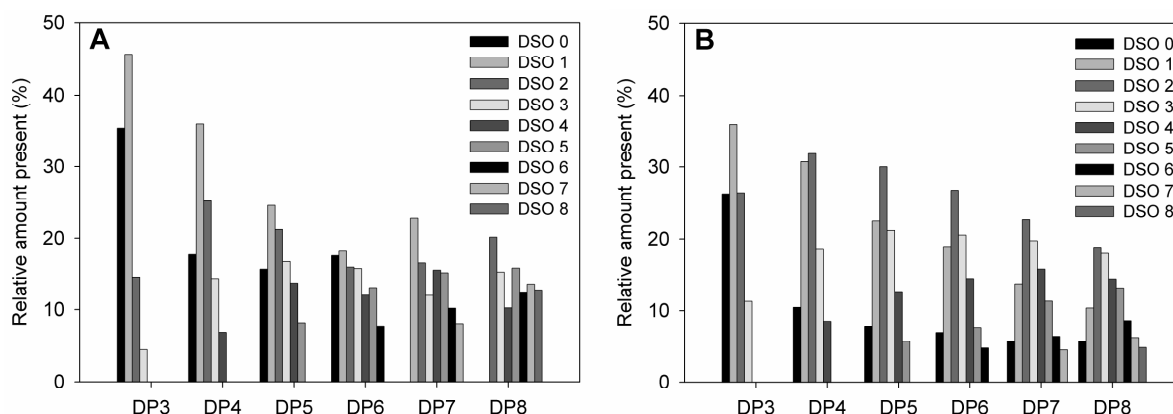 A
Relative amount present (%)
50
40
30
20
10
0
DSO 0
DSO 1
DSO 2
DSO 3
DSO 4
DSO 5
DSO 6
DSO 7
DSO 8
DP3 DP4 DP5 DP6 DP7 DP8
B
Relative amount present (%)
50
40
30
20
10
0
DSO 0
DSO 1
DSO 2
DSO 3
DSO 4
DSO 5
DSO 6
DSO 7
DSO 8
DP3 DP4 DP5 DP6 DP7 DP8